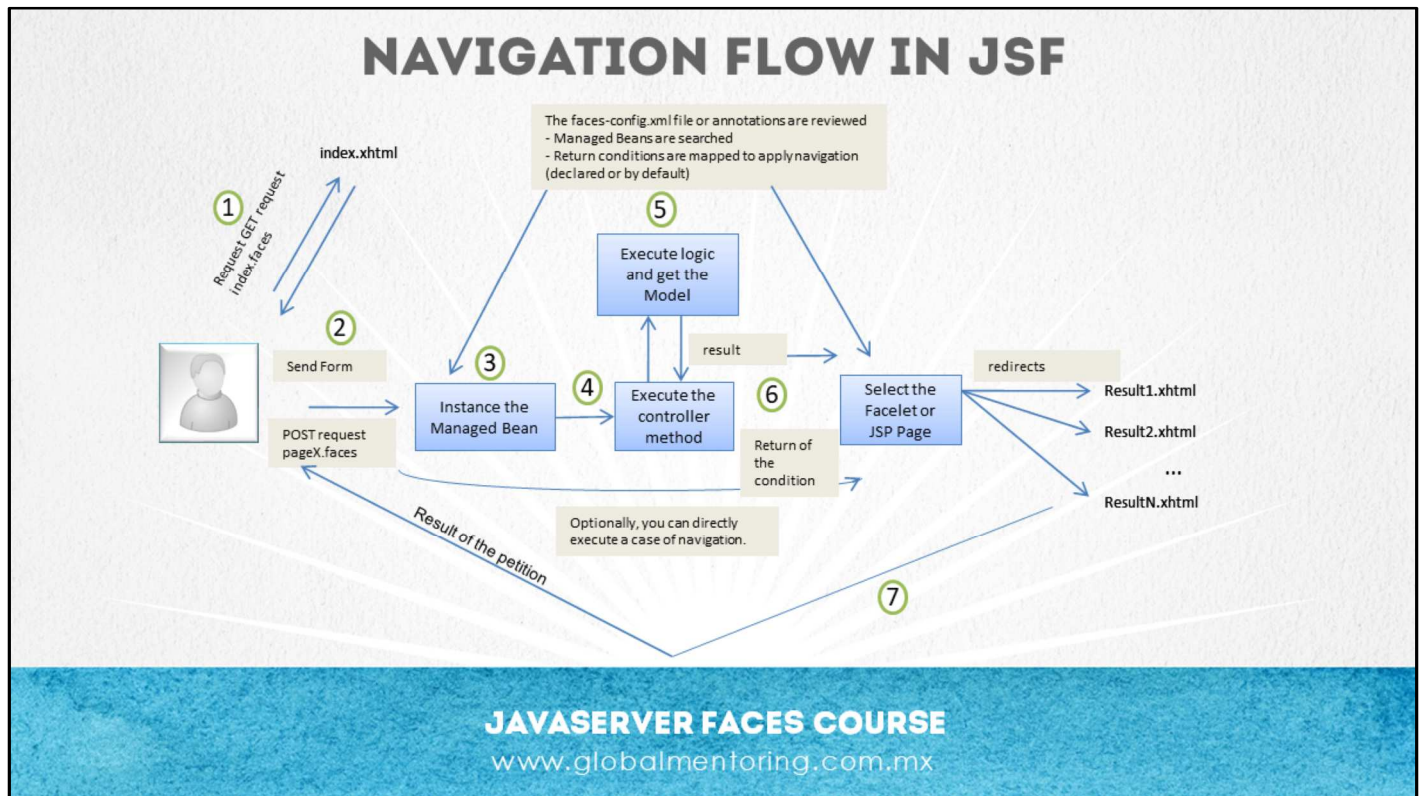 NAVIGATION FLOW IN JSF
The faces-config.xml file or annotations are reviewed
- Managed Beans are searched
- Return conditions are mapped to apply navigation
(declared or by default)
index.xhtml
1
Request GET request
index.faces
5
Execute logic
and get the
Model
2
Send Form
3
Instance the
Managed Bean
4
result
Execute the
controller
method
6
Select the
Facelet or
JSP Page
redirects
Result1.xhtml
Result2.xhtml
...
ResultN.xhtml
POST request
pageX.faces
Return of
the
condition
Optionally, you can directly
execute a case of navigation.
Result of the petition
7
JAVASERVER FACES COURSE
www.globalmentoring.com.mx